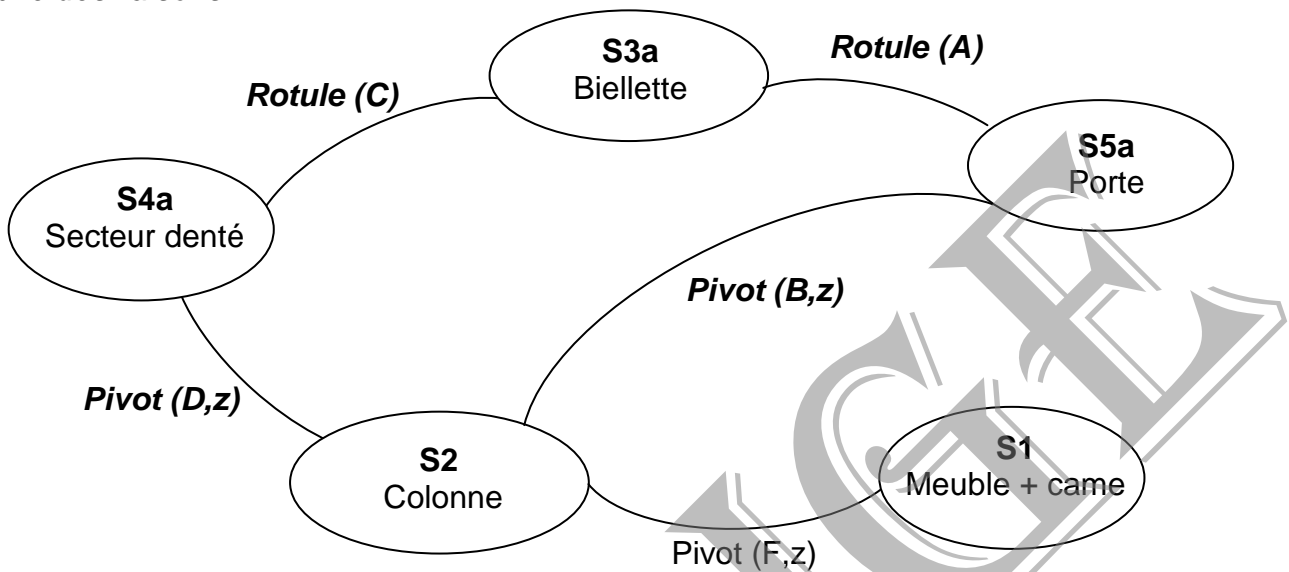 S3a
Biellette
Rotule (A)
Rotule (C)
S5a
Porte
S4a
Secteur denté
Pivot (B,z)
Pivot (D,z)
S2
Colonne
S1
Meuble + came
Pivot (F,z)